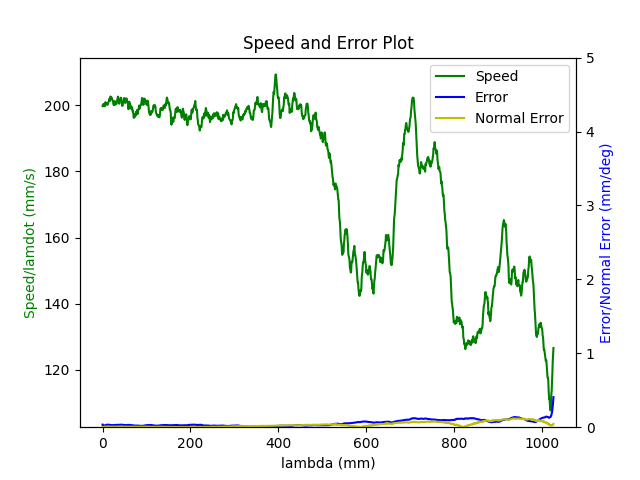 Speed and Error Plot
Speed
Error
Normal Error
Speed/lamdot (mm/s)
200
180
160
140
120
5
4
3
2
1
0
Error/Normal Error (mm/deg)
0 200 400 600 800 1000
lambda (mm)